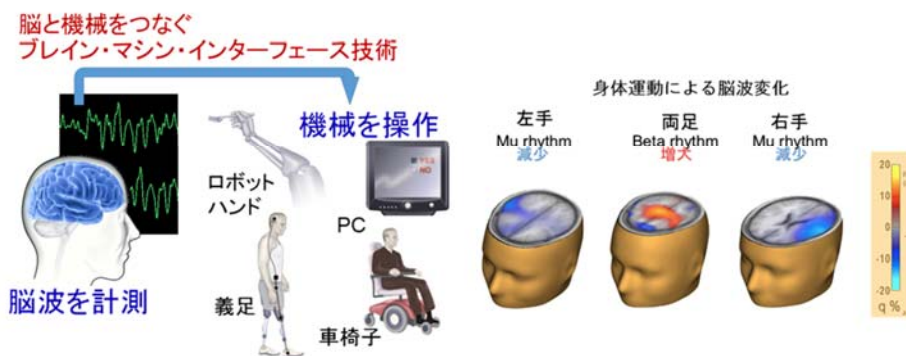 脳と機械をつなぐ
ブレイン・マシン・インターフェース技術
機械を操作
ロボット
ハンド
YES
NO
PC
脳波を計測
義足
車椅子
身体運動による脳波変化
左手
Mu rhythm
減少
両足
Beta rhythm
増大
右手
Mu rhythm
減少
20
10
0
-10
-20
q %